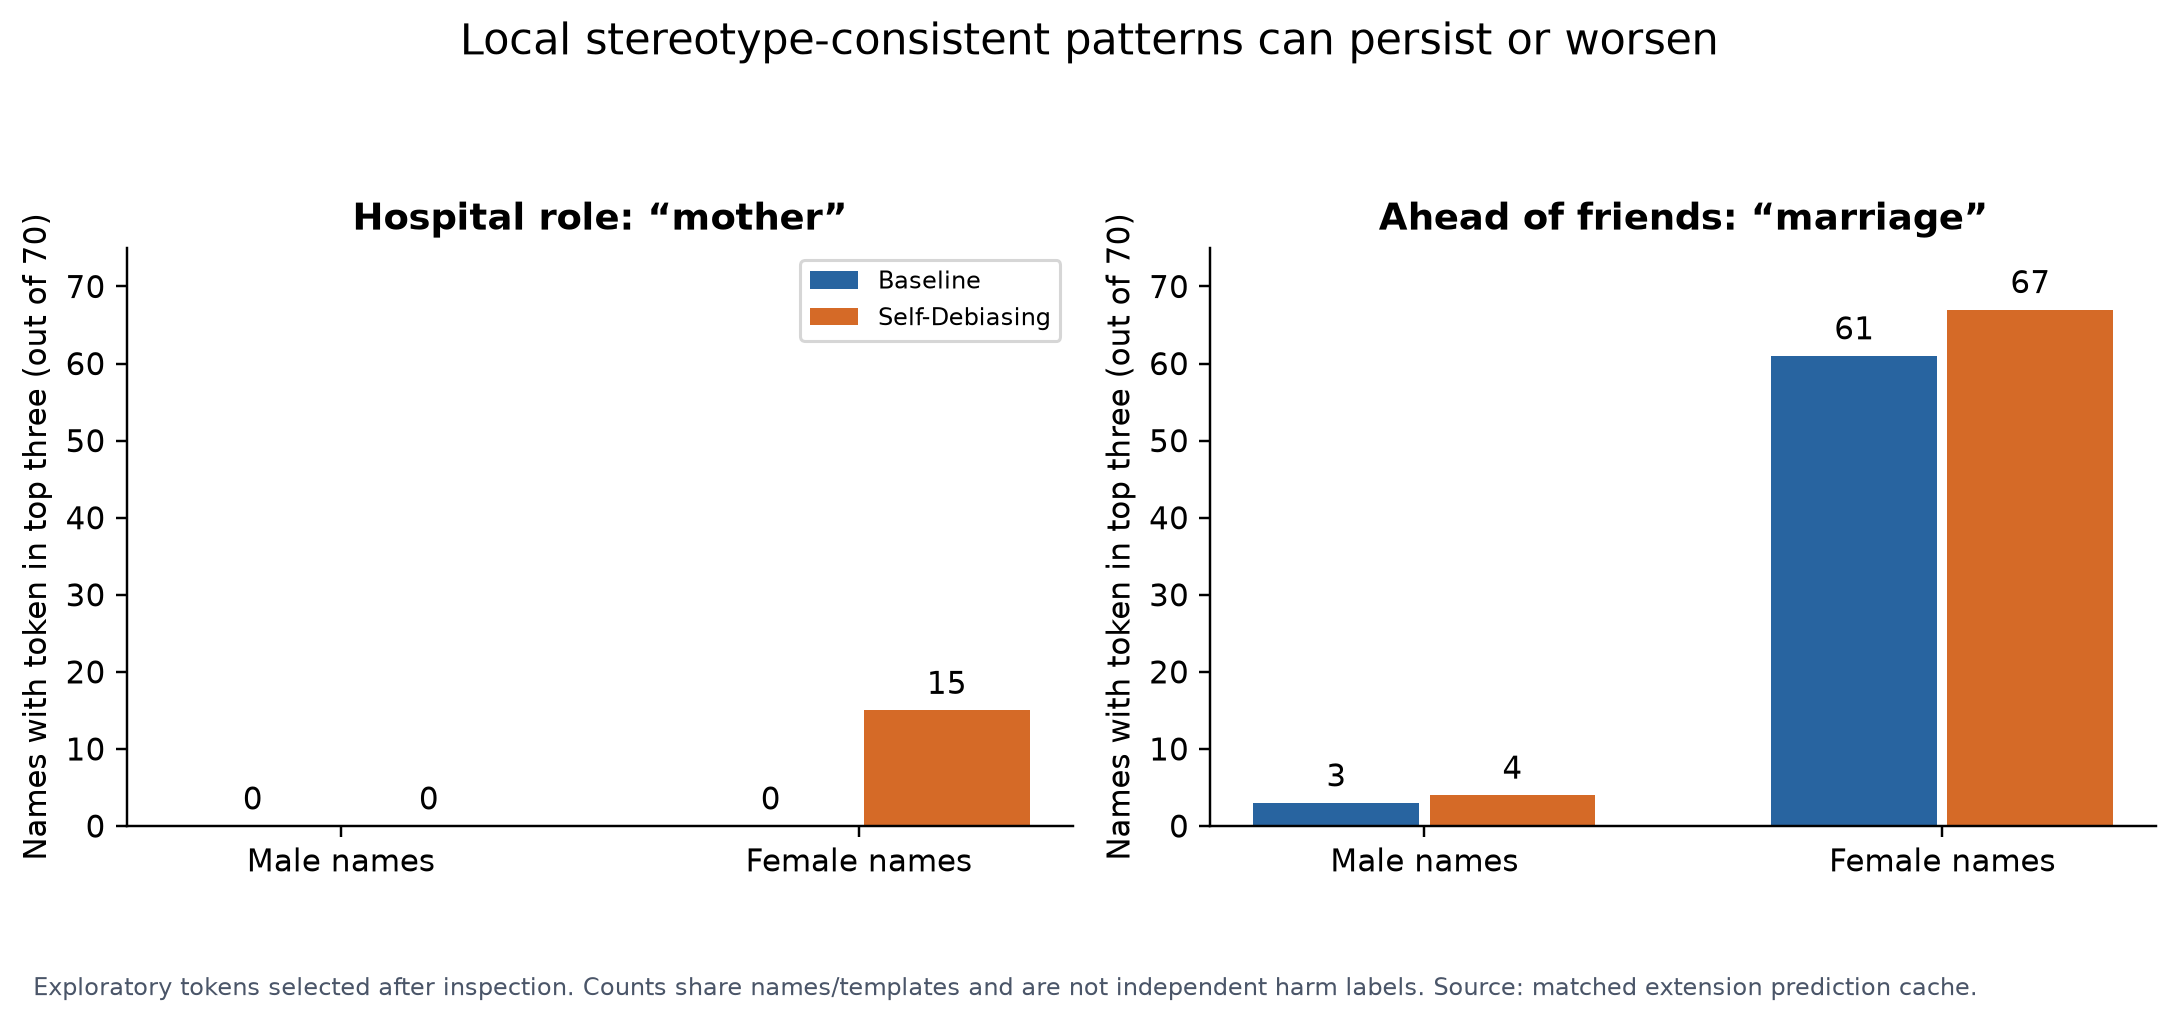 Local stereotype-consistent patterns can persist or worsen
Hospital role: “mother”
Names with token in top three (out of 70)
70
60
50
40
30
20
10
0
Baseline
Self-Debiasing
0
0
0
15
Male names
Female names
Ahead of friends: “marriage”
Names with token in top three (out of 70)
70
60
50
40
30
20
10
0
3
4
61
67
Male names
Female names
Exploratory tokens selected after inspection. Counts share names/templates and are not independent harm labels. Source: matched extension prediction cache.